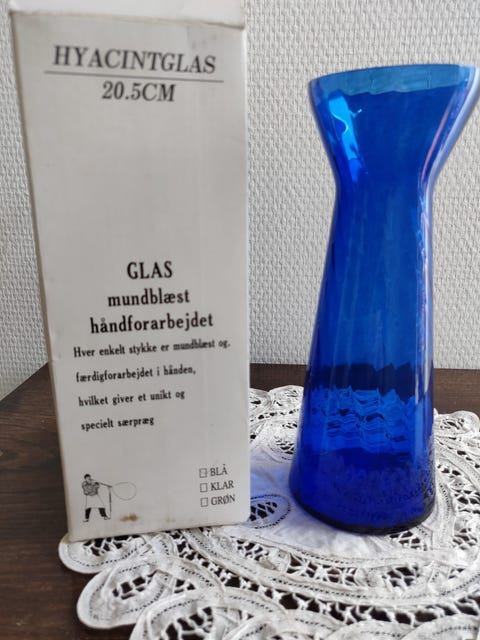 HYACINTGLAS
20.5CM
GLAS
mundblæst
håndforarbejdet
Hver enkelt stykke er mundblæst og.
færdigforarbejdet i hånden,
hvilket giver et unikt og
specielt særpræg
BLÅ
KLAR
GRØN